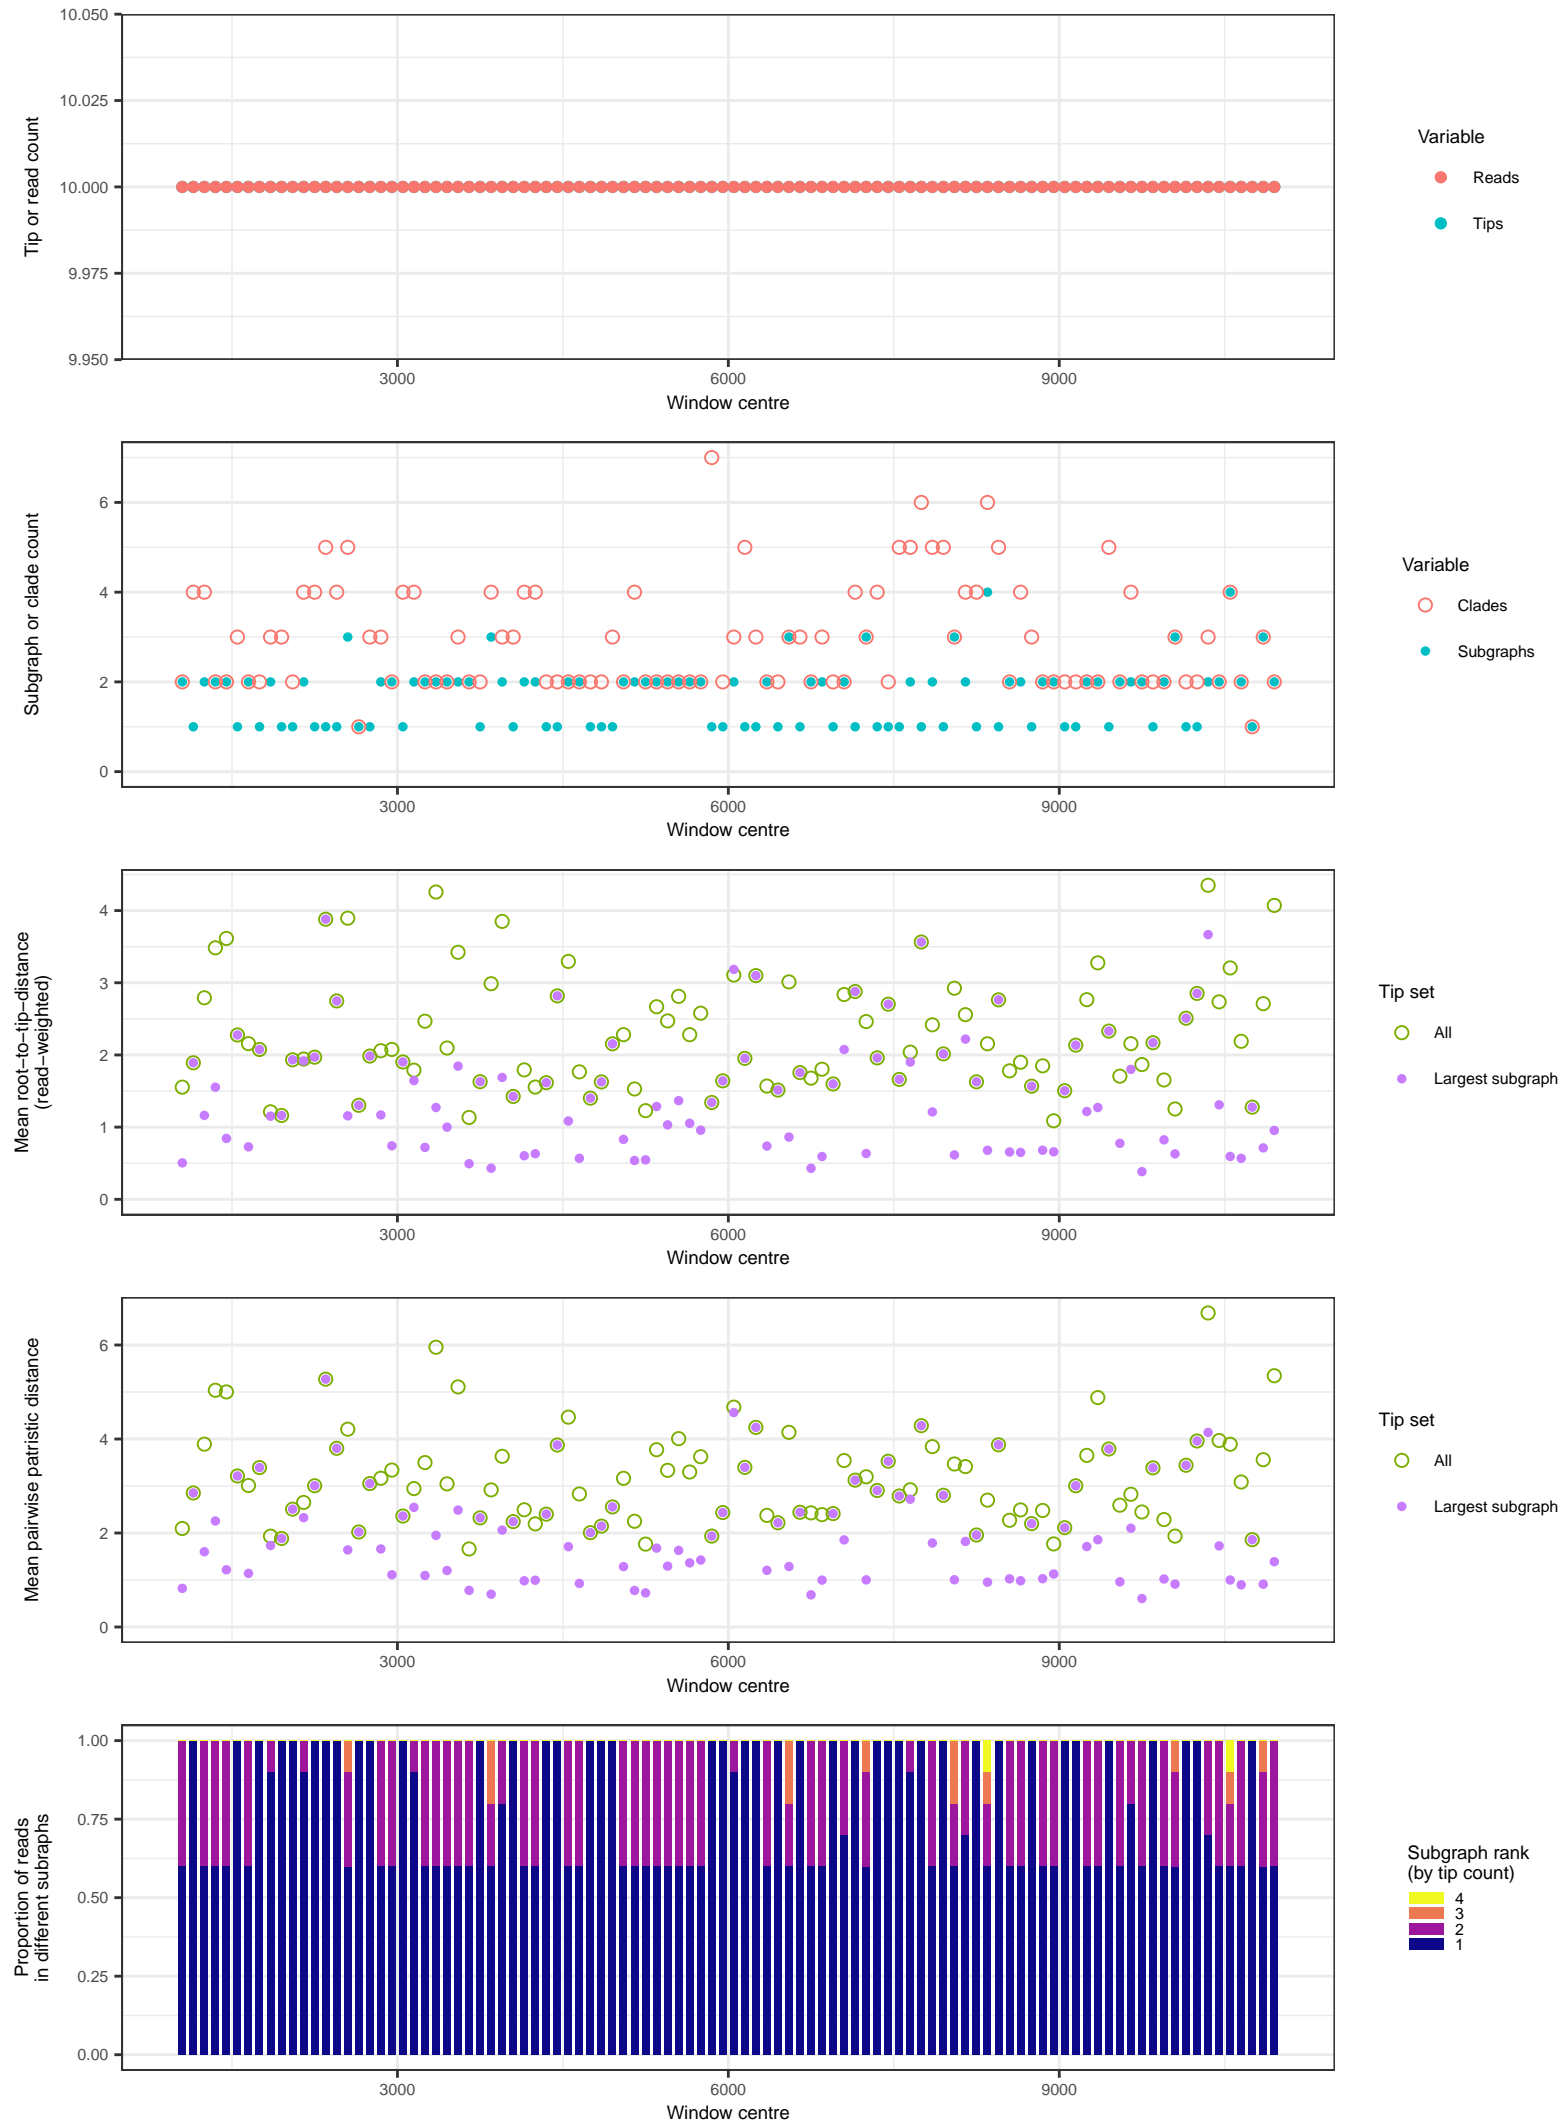 10.050
10.025
10.000
9.975
9.950
Tip or read count
3000 6000 9000
Window centre
Variable
Reads
Tips
6
4
2
0
Subgraph or clade count
3000 6000 9000
Window centre
Variable
Clades
Subgraphs
4
3
2
1
0
Mean root−to−tip−distance
(read−weighted)
3000 6000 9000
Window centre
Tip set
All
Largest subgraph
6
4
2
0
Mean pairwise patristic distance
3000 6000 9000
Window centre
Tip set
All
Largest subgraph
1.00
0.75
0.50
0.25
0.00
Proportion of reads
in different subraphs
3000 6000 9000
Window centre
Subgraph rank
(by tip count)
4
3
2
1